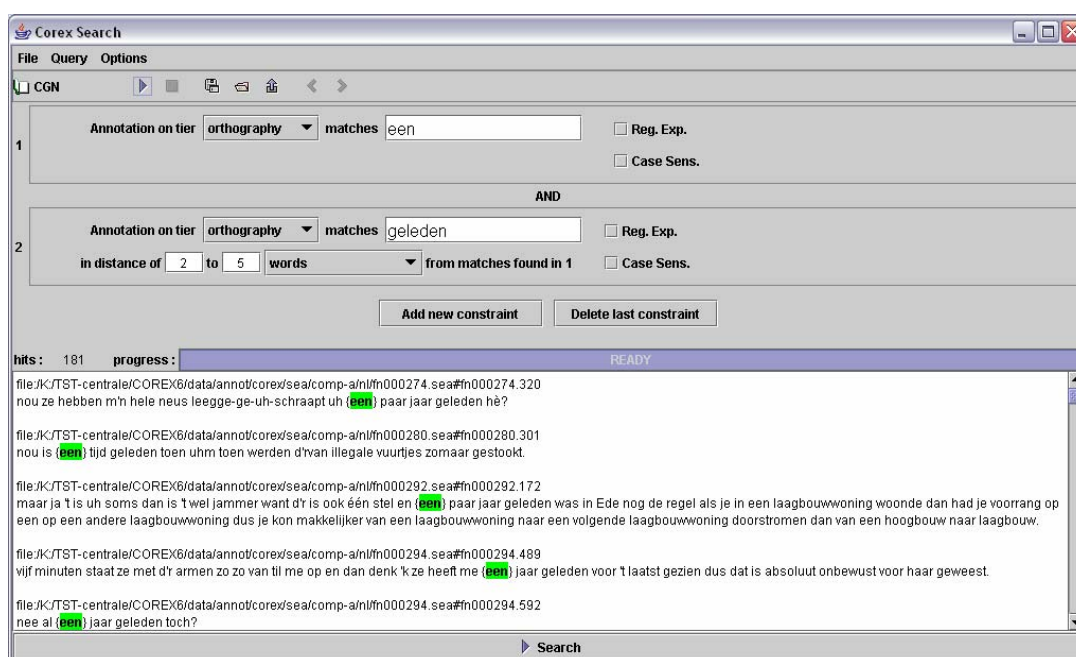 Corex Search
File Query Options
CGN
1
Annotation on tier orthography matches een
Reg. Exp.
Case Sens.
AND
2
Annotation on tier orthography matches geleden
Reg. Exp.
in distance of 2 to 5 words from matches found in 1
Case Sens.
Add new constraint Delete last constraint
hits : 181 progress : READY
file:/K:/TST-centrale/COREX6/data/annot/corex/sea/comp-a/nl/fn000274.sea#fn000274.320
nou ze hebben m'n hele neus leegge-ge-uh-schraapt uh {een} paar jaar geleden hè?
file:/K:/TST-centrale/COREX6/data/annot/corex/sea/comp-a/nl/fn000280.sea#fn000280.301
nou is {een} tijd geleden toen uhm toen werden d'rvan illegale vuurtjes zomaar gestookt.
file:/K:/TST-centrale/COREX6/data/annot/corex/sea/comp-a/nl/fn000292.sea#fn000292.172
maar ja 't is uh soms dan is 't wel jammer want d'r is ook één stel en {een} paar jaar geleden was in Ede nog de regel als je in een laagbouwwoning woonde dan had je voorrang op
een op een andere laagbouwwoning dus je kon makkelijker van een laagbouwwoning naar een volgende laagbouwwoning doorstromen dan van een hoogbouw naar laagbouw.
file:/K:/TST-centrale/COREX6/data/annot/corex/sea/comp-a/nl/fn000294.sea#fn000294.489
vijf minuten staat ze met d'r armen zo zo van til me op en dan denk 'k ze heeft me {een} jaar geleden voor 't laatst gezien dus dat is absoluut onbewust voor haar geweest.
file:/K:/TST-centrale/COREX6/data/annot/corex/sea/comp-a/nl/fn000294.sea#fn000294.592
nee al {een} jaar geleden toch?
Search